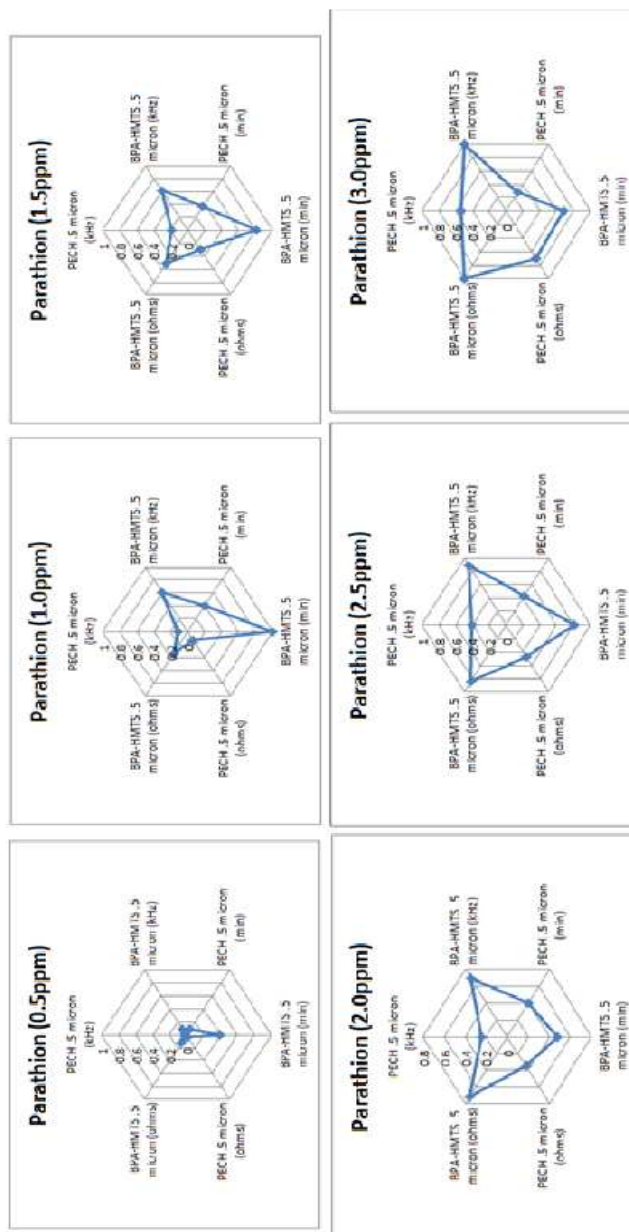 Parathion (0.5ppm)
PECH .5 micron
(kHz)
1
0.8
0.6
0.4
0.2
0
BPA-HMTS .5
micron (kHz)
PECH .5 micron
(min)
BPA-HMTS .5
micron (min)
PECH .5 micron
(ohms)
BPA-HMTS .5
micron (ohms)
Parathion (1.0ppm)
PECH .5 micron
(kHz)
1
0.8
0.6
0.4
0.2
0
BPA-HMTS .5
micron (kHz)
PECH .5 micron
(min)
BPA-HMTS .5
micron (min)
PECH .5 micron
(ohms)
BPA-HMTS .5
micron (ohms)
Parathion (1.5ppm)
PECH .5 micron
(kHz)
1
0.8
0.6
0.4
0.2
0
BPA-HMTS .5
micron (kHz)
PECH .5 micron
(min)
BPA-HMTS .5
micron (min)
PECH .5 micron
(ohms)
BPA-HMTS .5
micron (ohms)
Parathion (2.0ppm)
PECH .5 micron
(kHz)
0.8
0.6
0.4
0.2
0
BPA-HMTS .5
micron (kHz)
PECH .5 micron
(min)
BPA-HMTS .5
micron (min)
PECH .5 micron
(ohms)
BPA-HMTS .5
micron (ohms)
Parathion (2.5ppm)
PECH .5 micron
(kHz)
1
0.8
0.6
0.4
0.2
0
BPA-HMTS .5
micron (kHz)
PECH .5 micron
(min)
BPA-HMTS .5
micron (min)
PECH .5 micron
(ohms)
BPA-HMTS .5
micron (ohms)
Parathion (3.0ppm)
PECH .5 micron
(kHz)
1
0.8
0.6
0.4
0.2
0
BPA-HMTS .5
micron (kHz)
PECH .5 micron
(min)
BPA-HMTS .5
micron (min)
PECH .5 micron
(ohms)
BPA-HMTS .5
micron (ohms)